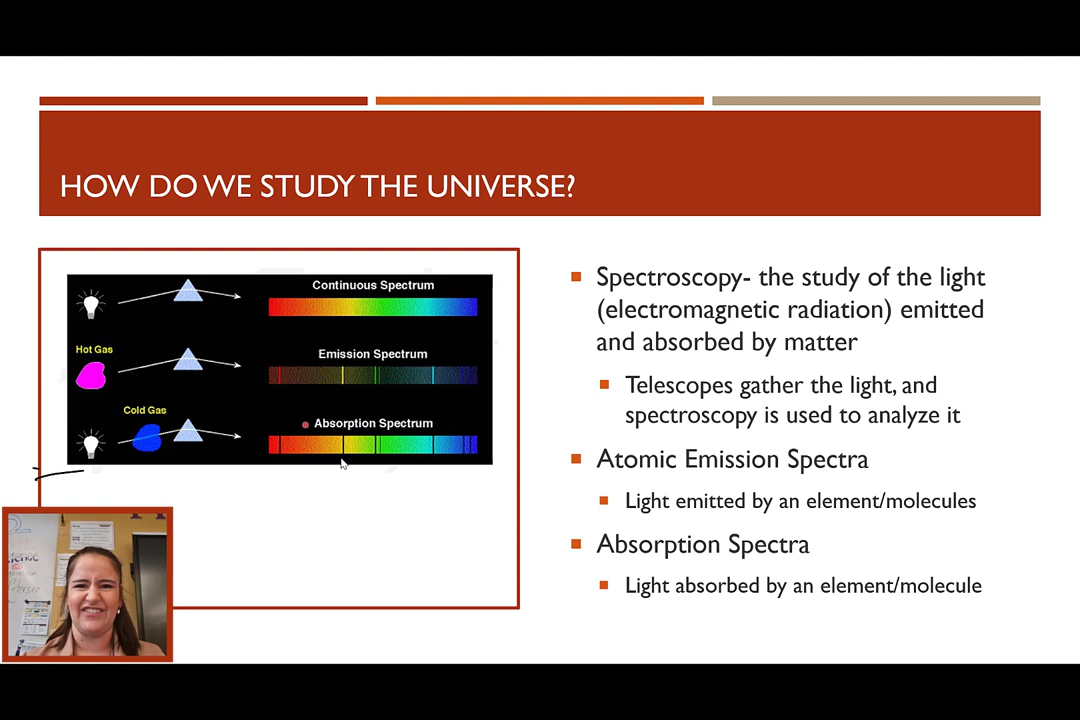 HOW DO WE STUDY THE UNIVERSE?
Continuous Spectrum
Hot Gas
Emission Spectrum
Cold Gas
Absorption Spectrum
Spectroscopy- the study of the light
(electromagnetic radiation) emitted
and absorbed by matter
Telescopes gather the light, and
spectroscopy is used to analyze it
Atomic Emission Spectra
Light emitted by an element/molecules
Absorption Spectra
Light absorbed by an element/molecule